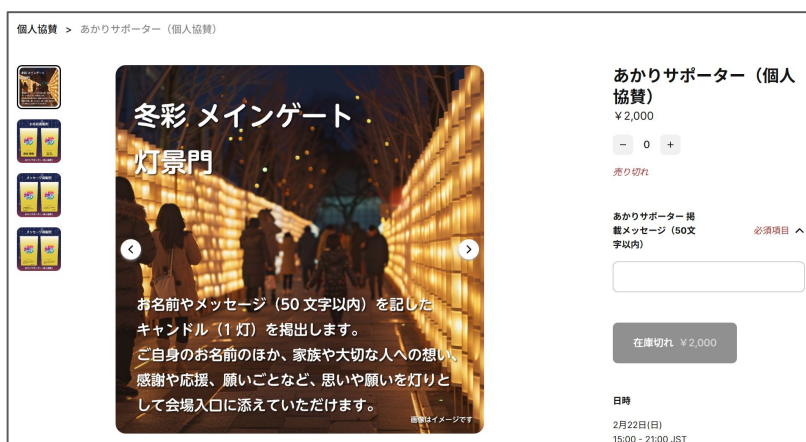 個人協賛 > あかりサポーター（個人協賛）
冬彩 メインゲート
灯景門
お名前やメッセージ（50文字以内）を記した
キャンドル（1灯）を掲出します。
ご自身のお名前のほか、家族や大切な人への想い、
感謝や応援、願いごとなど、思いや願いを灯りと
して会場入口に添えていただけます。
画像はイメージです
あかりサポーター（個人
協賛）
￥2,000
− 0 +
売り切れ
あかりサポーター 掲
載メッセージ（50文
字以内）
必須項目
在庫切れ ￥2,000
日時
2月22日(日)
15:00 - 21:00 JST